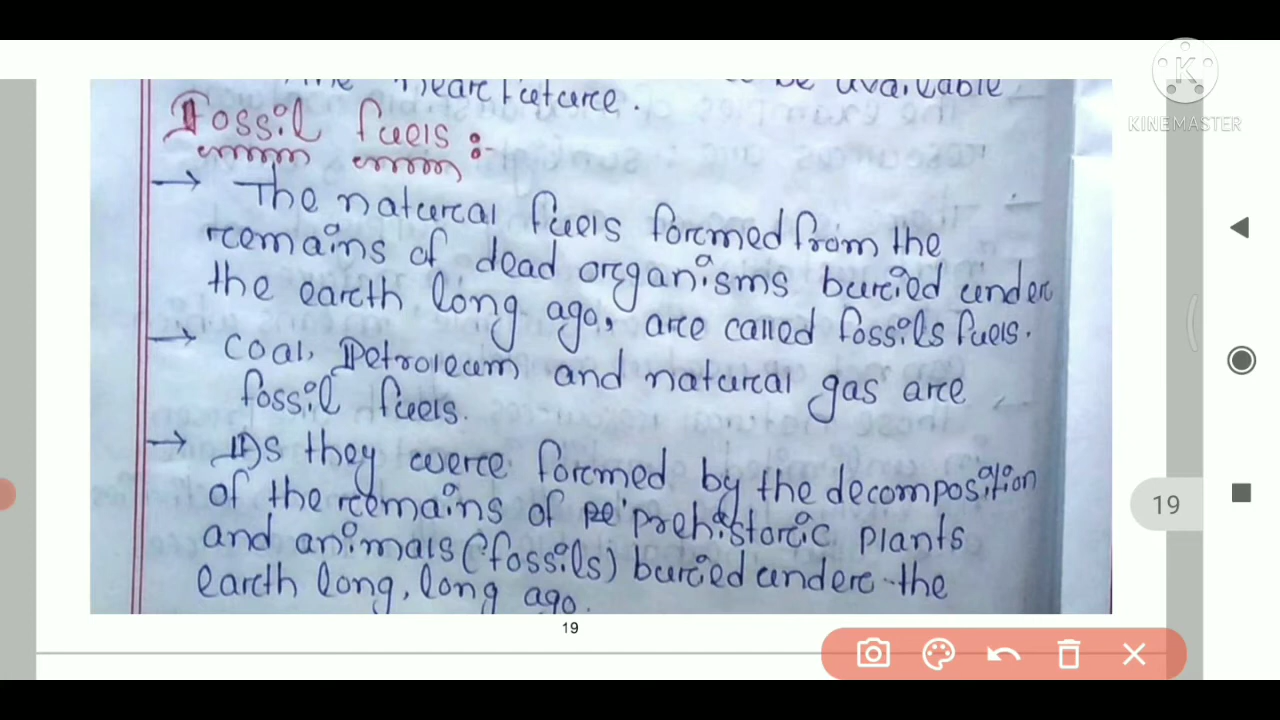 near future. be available
Fossil fuels :-
→ The natural fuels formed from the
remains of dead organisms buried under
the earth long ago, are called fossils fuels.
→ Coal, Petroleum and natural gas are
fossil fuels.
→ As they were formed by the decomposition
of the remains of pe prehistoric plants
and animals (fossils) buried under the
earth long, long ago.
19
19
KINEMASTER